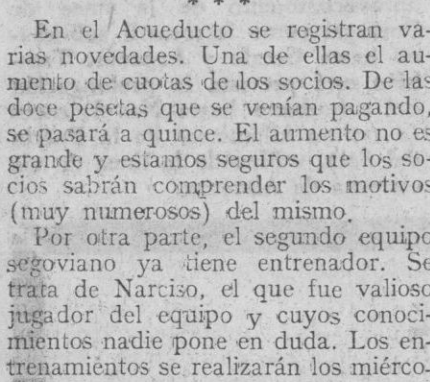 * * *
En el Acueducto se registran va-
rias novedades. Una de ellas el au-
mento de cuotas de los socios. De las
doce pesetas que se venían pagando,
se pasará a quince. El aumento no es
grande y estamos seguros que los so-
cios sabrán comprender los motivos
(muy numerosos) del mismo.
Por otra parte, el segundo equipo
segoviano ya tiene entrenador. Se
trata de Narciso, el que fue valioso
jugador del equipo y cuyos conoci-
mientos nadie pone en duda. Los en-
trenamientos se realizarán los miérco-